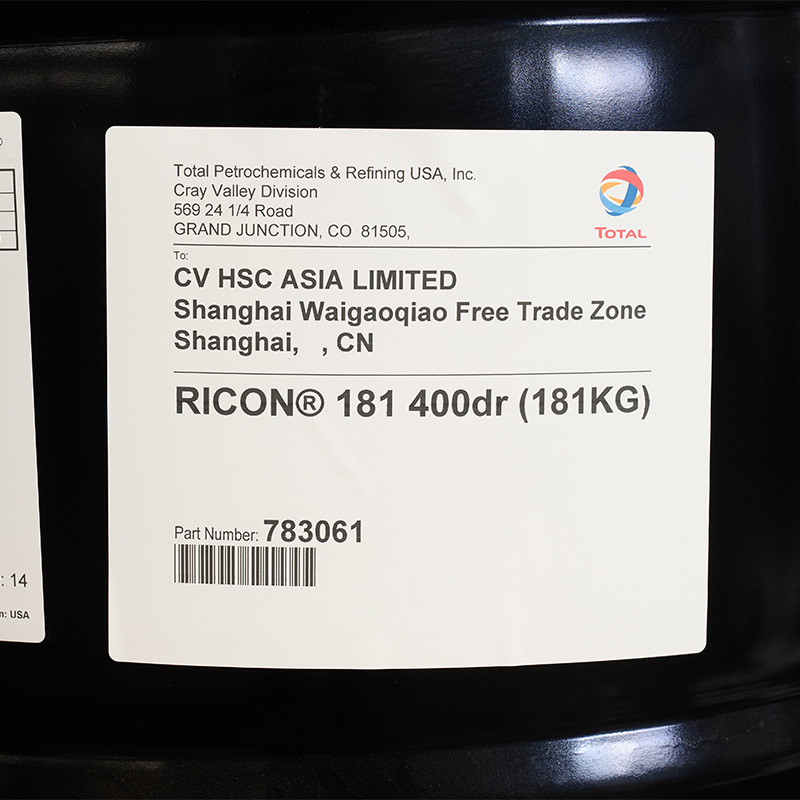 Total Petrochemicals & Refining USA, Inc.
Cray Valley Division
569 24 1/4 Road
GRAND JUNCTION, CO 81505,
TOTAL
To:
CV HSC ASIA LIMITED
Shanghai Waigaoqiao Free Trade Zone
Shanghai, , CN
RICON® 181 400dr (181KG)
Part Number: 783061
: 14
: USA